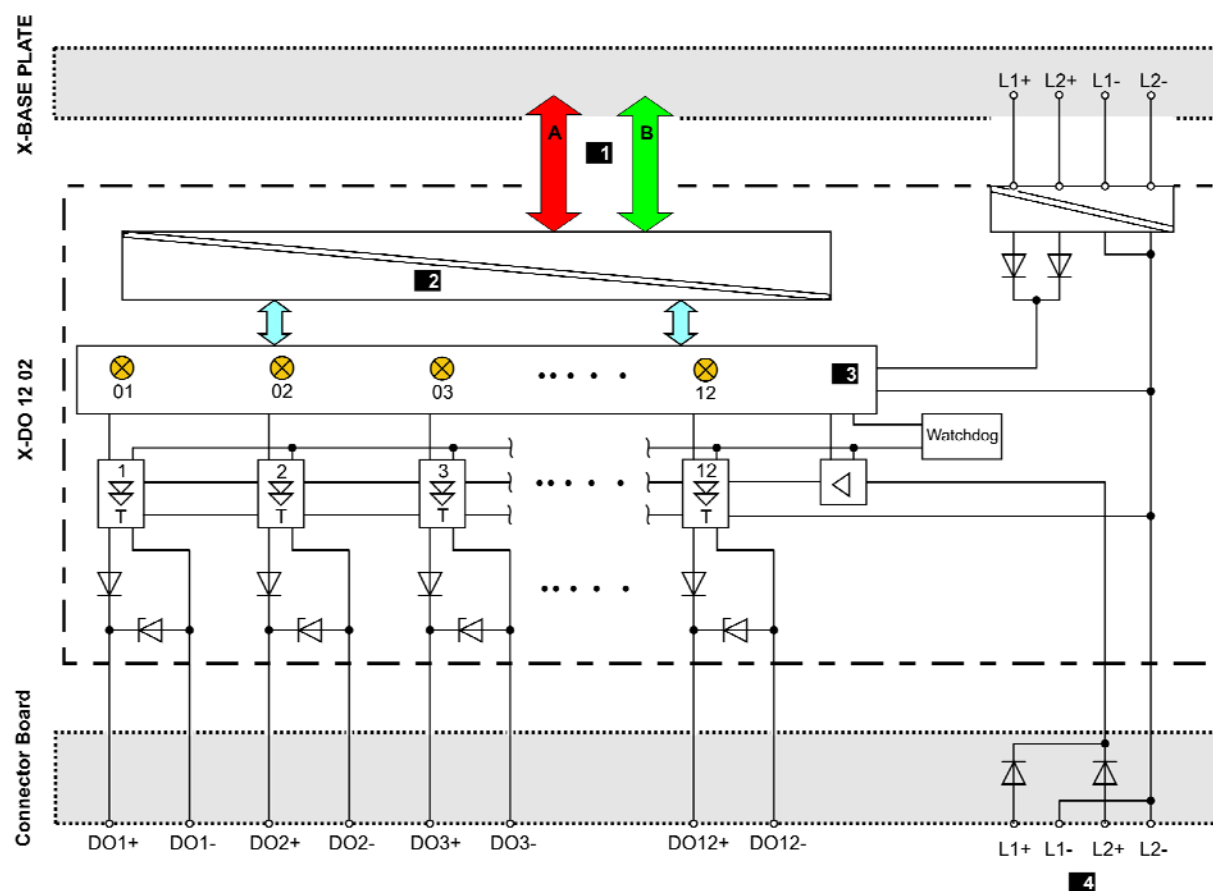 X-BASE PLATE
L1+ L2+ L1- L2-
A B
1
2
X-DO 12 02
01 02 03 12
3
Watchdog
1 2 3 12
T T T T
Connector Board
DO1+ DO1- DO2+ DO2- DO3+ DO3- DO12+ DO12- L1+ L1- L2+ L2-
4